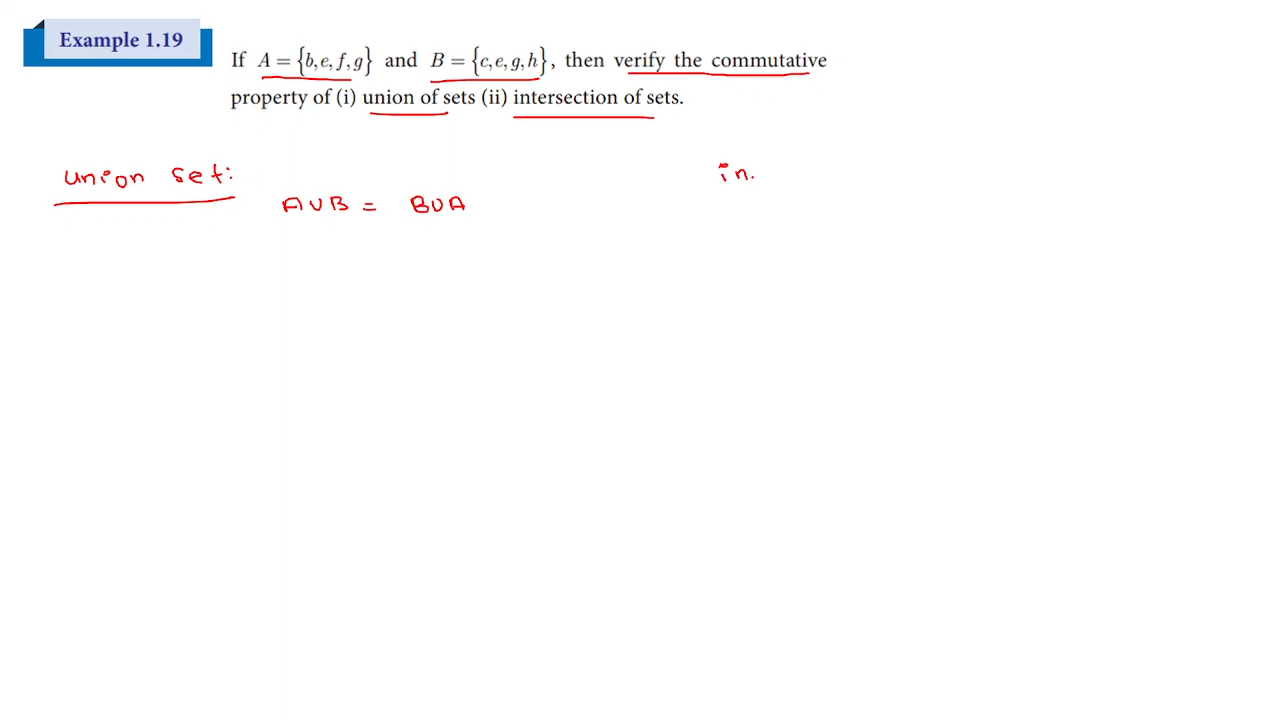 Example 1.19
If A = {b, e, f, g} and B = {c, e, g, h}, then verify the commutative
property of (i) union of sets (ii) intersection of sets.
union set:
in.
A∪B = B∪A